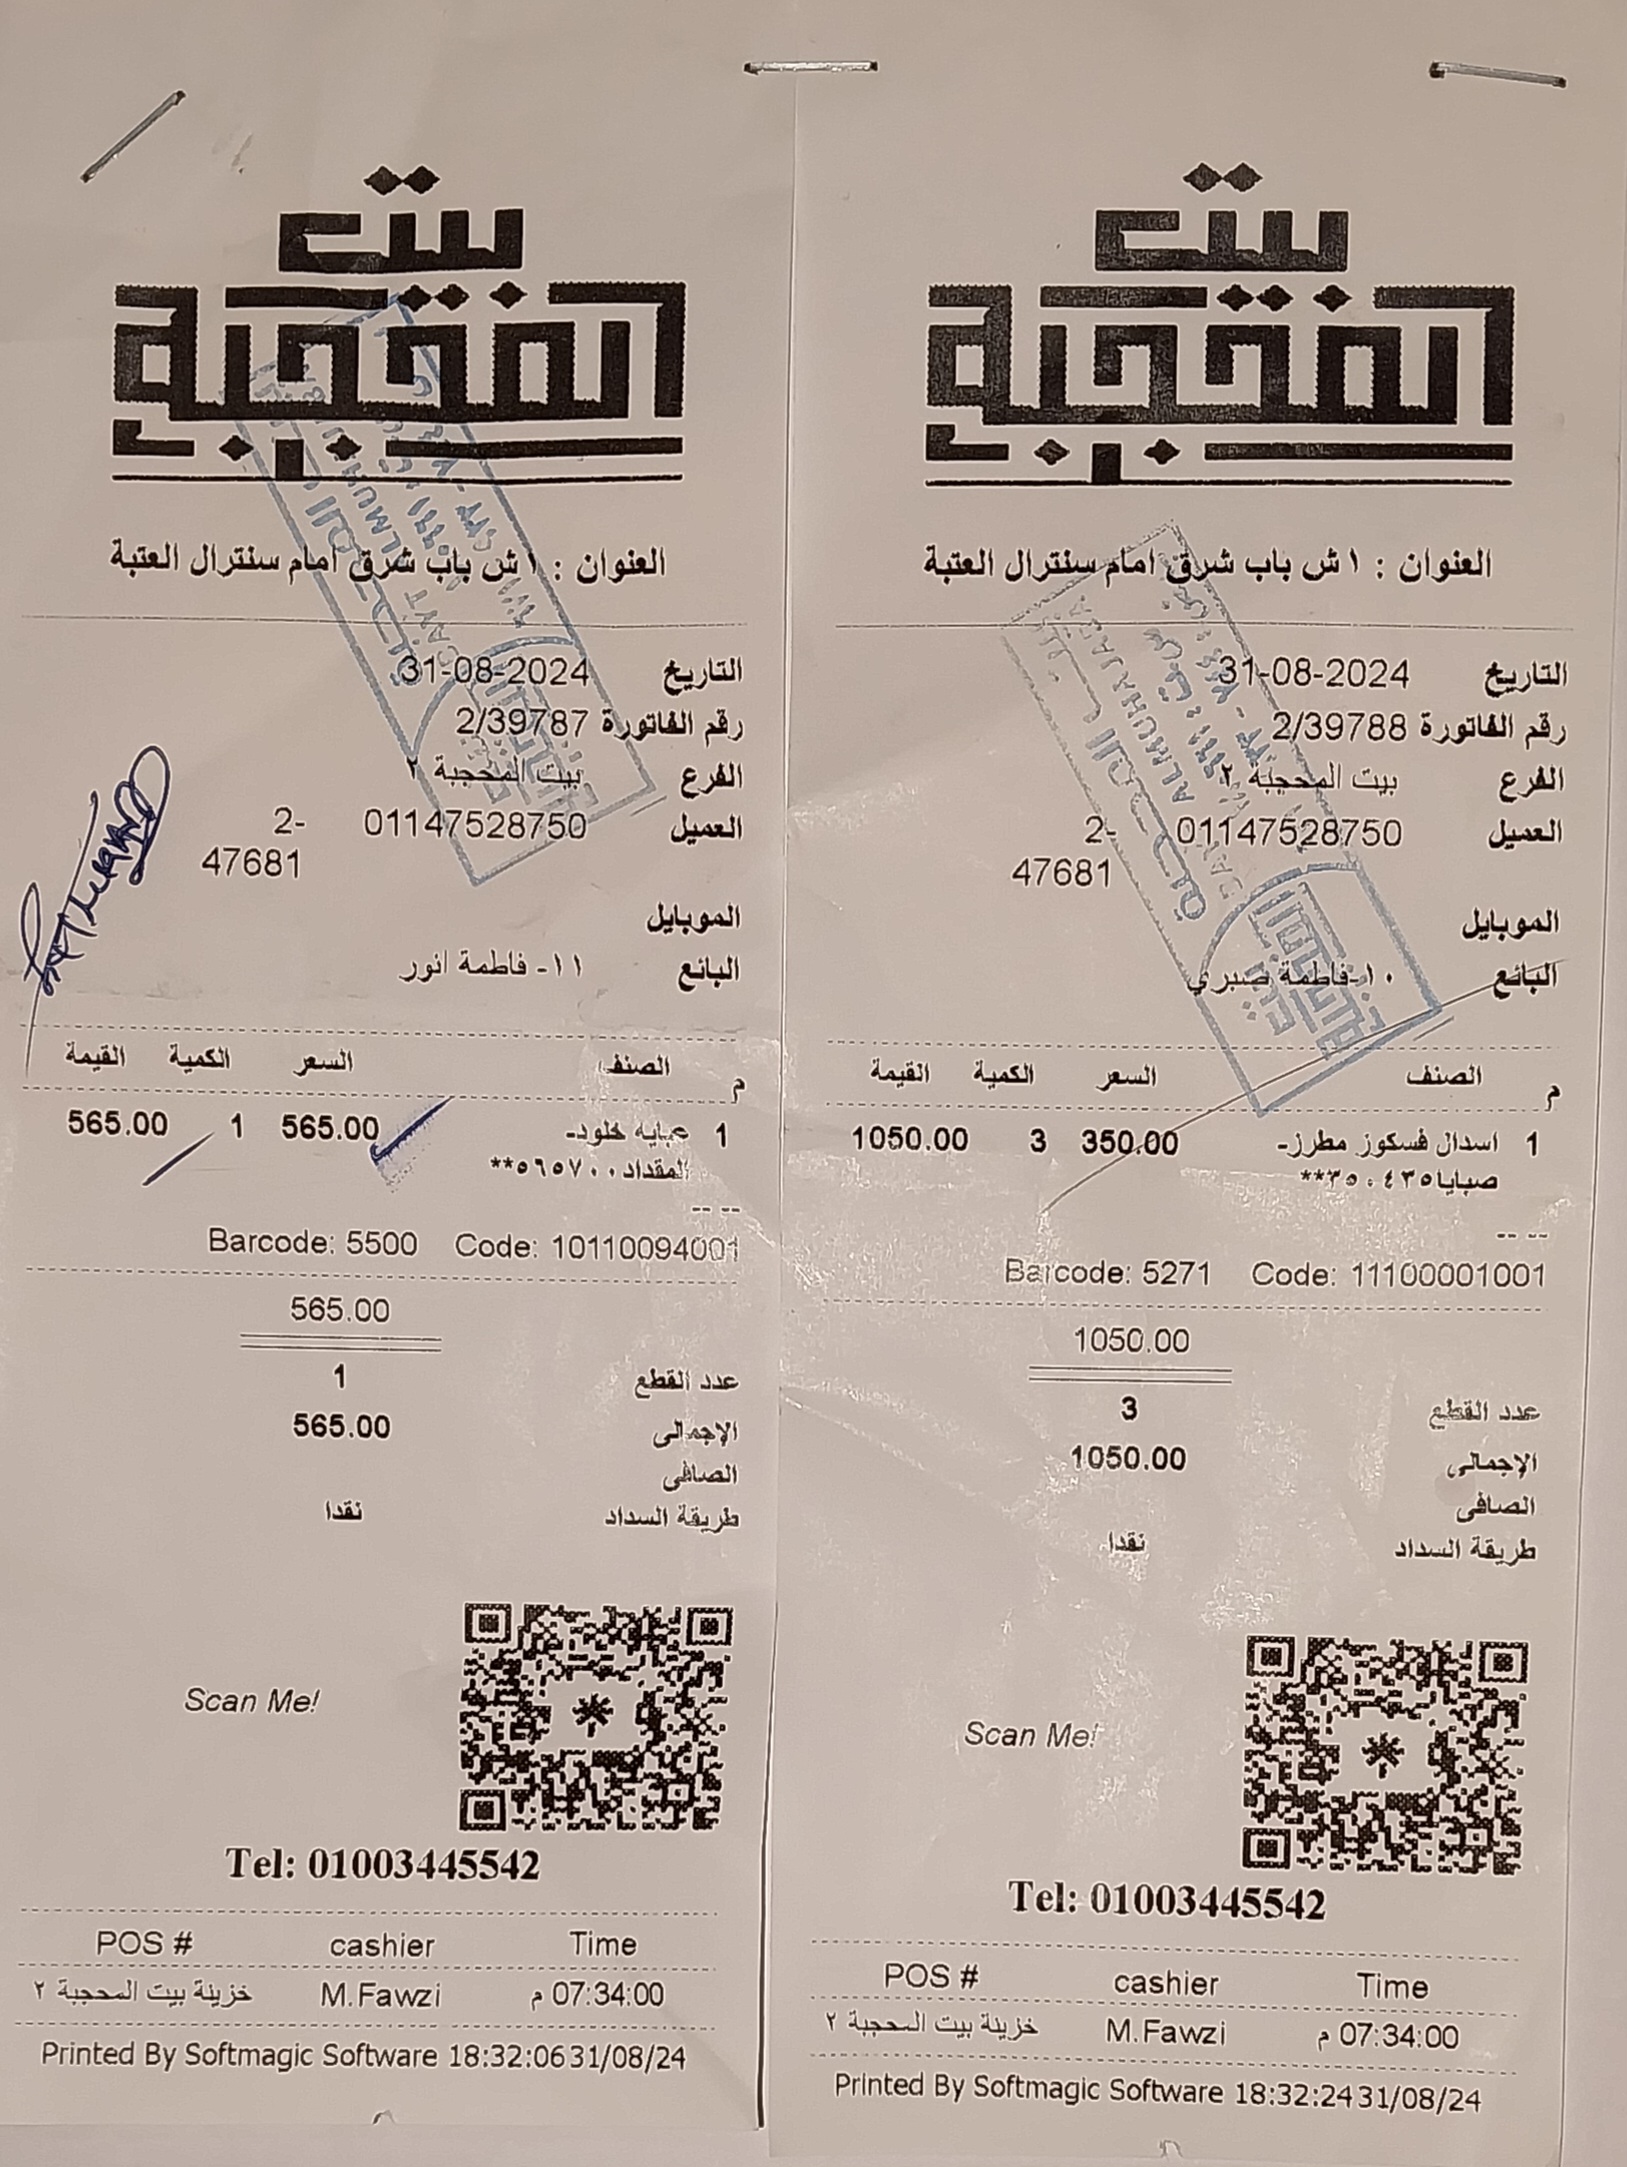 بيت
المحجبة
العنوان : ١ ش باب شرق امام سنترال العتبة
التاريخ 31-08-2024
رقم الفاتورة 2/39787
الفرع بيت المحجبة ٢
العميل 01147528750 2-
47681
الموبايل
البائع ١١- فاطمة انور
م الصنف السعر الكمية القيمة
1 عبايه خلود- 565.00 1 565.00
المقداد٥٦٥٧٠٠**
-- --
Barcode: 5500 Code: 10110094001
565.00
عدد القطع 1
الإجمالى 565.00
الصافى
طريقة السداد نقدا
Scan Me!
Tel: 01003445542
POS # cashier Time
خزينة بيت المحجبة ٢ M.Fawzi 07:34:00 م
Printed By Softmagic Software 18:32:06 31/08/24
بيت
المحجبة
العنوان : ١ ش باب شرق امام سنترال العتبة
التاريخ 31-08-2024
رقم الفاتورة 2/39788
الفرع بيت المحجبة ٢
العميل 01147528750 2-
47681
الموبايل
البائع ١٠-فاطمة صبري
م الصنف السعر الكمية القيمة
1 اسدال فسكوز مطرز- 350.00 3 1050.00
صبايا٣٥٠٤٣٥**
-- --
Barcode: 5271 Code: 11100001001
1050.00
عدد القطع 3
الإجمالى 1050.00
الصافى
طريقة السداد نقدا
Scan Me!
Tel: 01003445542
POS # cashier Time
خزينة بيت المحجبة ٢ M.Fawzi 07:34:00 م
Printed By Softmagic Software 18:32:24 31/08/24